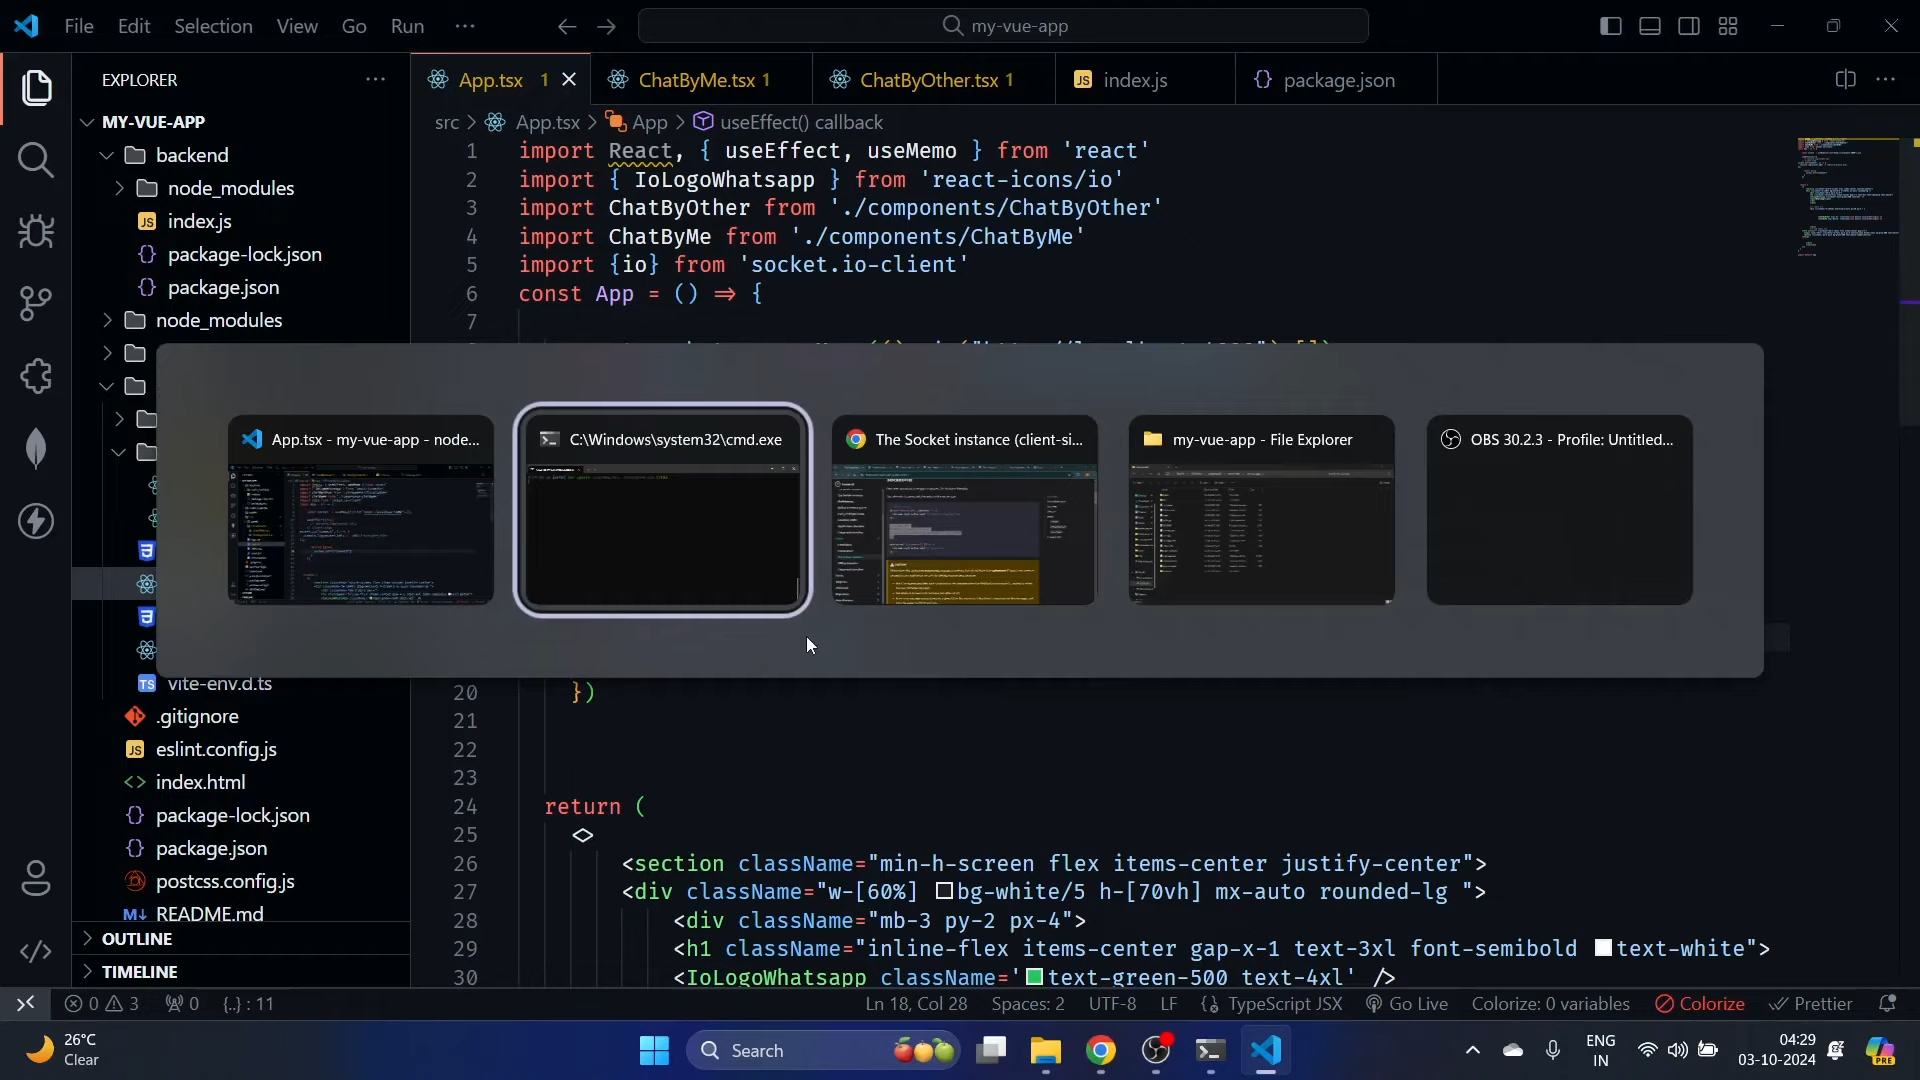 File Edit Selection View Go Run ···
my-vue-app
EXPLORER
App.tsx 1
ChatByMe.tsx 1
ChatByOther.tsx 1
JS index.js
{} package.json
MY-VUE-APP
backend
node_modules
JS index.js
{} package-lock.json
{} package.json
node_modules
vite-env.d.ts
.gitignore
JS eslint.config.js
<> index.html
{} package-lock.json
{} package.json
postcss.config.js
README.md
OUTLINE
TIMELINE
src > App.tsx > App > useEffect() callback
1 import React, { useEffect, useMemo } from 'react'
2 import { IoLogoWhatsapp } from 'react-icons/io'
3 import ChatByOther from './components/ChatByOther'
4 import ChatByMe from './components/ChatByMe'
5 import {io} from 'socket.io-client'
6 const App = () => {
7
App.tsx - my-vue-app - node...
C:\Windows\system32\cmd.exe
The Socket instance (client-si...
my-vue-app - File Explorer
OBS 30.2.3 - Profile: Untitled...
20 })
21
22
23
24 return (
25 <>
26 <section className="min-h-screen flex items-center justify-center">
27 <div className="w-[60%] bg-white/5 h-[70vh] mx-auto rounded-lg ">
28 <div className="mb-3 py-2 px-4">
29 <h1 className="inline-flex items-center gap-x-1 text-3xl font-semibold text-white">
30 <IoLogoWhatsapp className='text-green-500 text-4xl' />
0 3 0 {..} : 11
Ln 18, Col 28 Spaces: 2 UTF-8 LF {} TypeScript JSX Go Live Colorize: 0 variables Colorize Prettier
26°C
Clear
Search
ENG
IN
04:29
03-10-2024
PRE